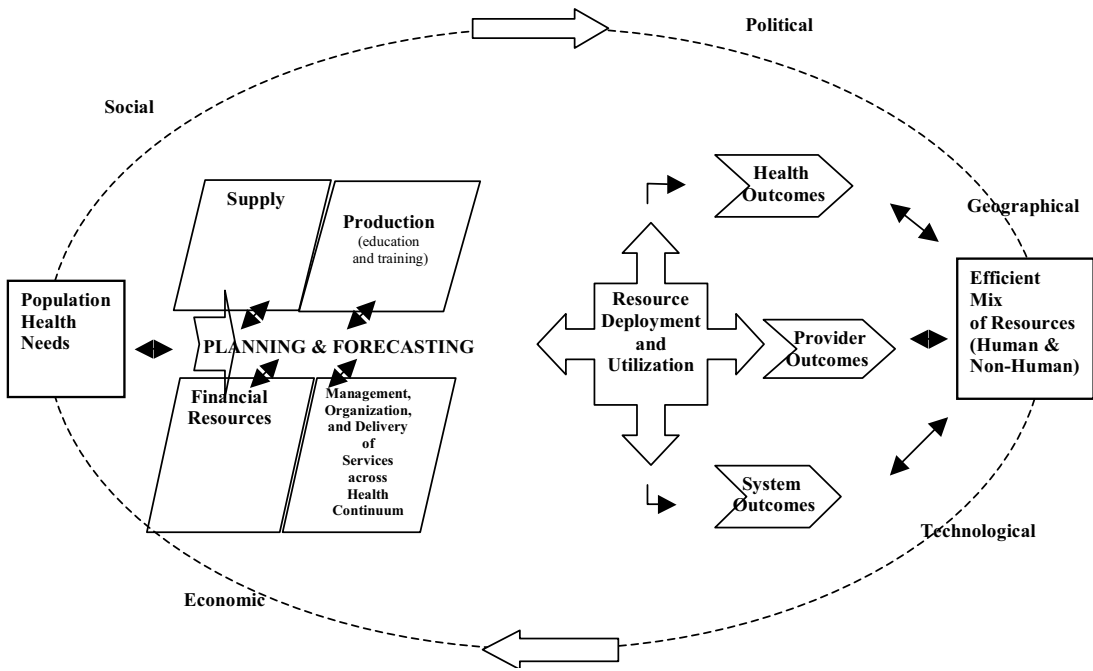 Political
Social
Supply
Production
(education
and training)
Health
Outcomes
Geographical
Population
Health
Needs
PLANNING & FORECASTING
Resource
Deployment
and
Utilization
Provider
Outcomes
Efficient
Mix
of Resources
(Human &
Non-Human)
Financial
Resources
Management,
Organization,
and Delivery
of
Services
across
Health
Continuum
System
Outcomes
Technological
Economic